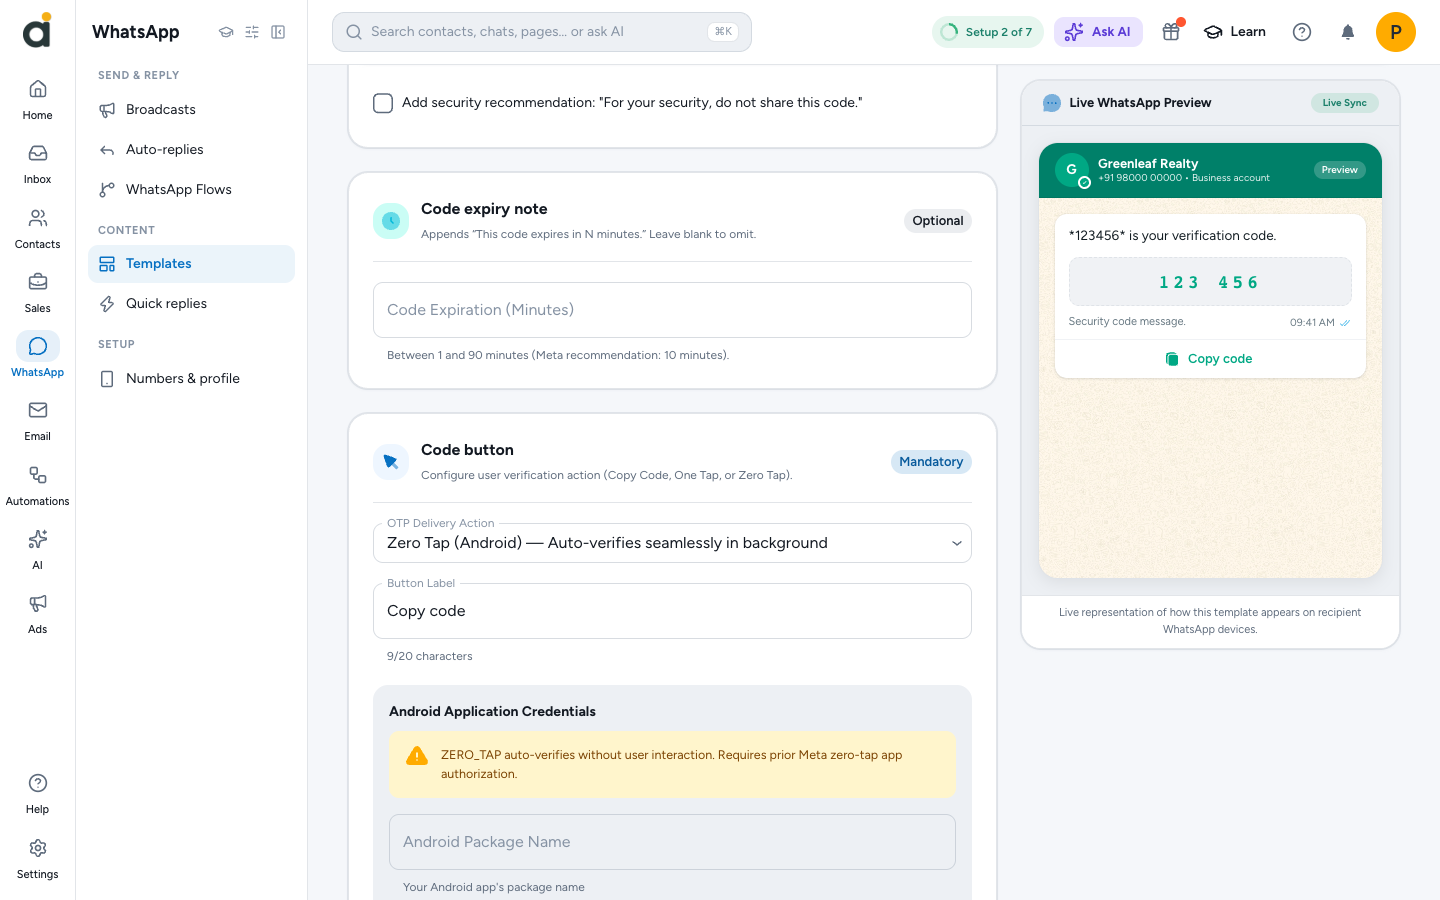 WhatsApp
Search contacts, chats, pages... or ask AI
⌘K
Setup 2 of 7
Ask AI
Learn
P
Home
Inbox
Contacts
Sales
WhatsApp
Email
Automations
AI
Ads
Help
Settings
SEND & REPLY
Broadcasts
Auto-replies
WhatsApp Flows
CONTENT
Templates
Quick replies
SETUP
Numbers & profile
Add security recommendation: "For your security, do not share this code."
Code expiry note
Appends "This code expires in N minutes." Leave blank to omit.
Optional
Code Expiration (Minutes)
Between 1 and 90 minutes (Meta recommendation: 10 minutes).
Code button
Configure user verification action (Copy Code, One Tap, or Zero Tap).
Mandatory
OTP Delivery Action
Zero Tap (Android) — Auto-verifies seamlessly in background
Button Label
Copy code
9/20 characters
Android Application Credentials
ZERO_TAP auto-verifies without user interaction. Requires prior Meta zero-tap app
authorization.
Android Package Name
Your Android app's package name
Live WhatsApp Preview
Live Sync
G
Greenleaf Realty
+91 98000 00000 • Business account
Preview
*123456* is your verification code.
123 456
Security code message.
09:41 AM
Copy code
Live representation of how this template appears on recipient
WhatsApp devices.